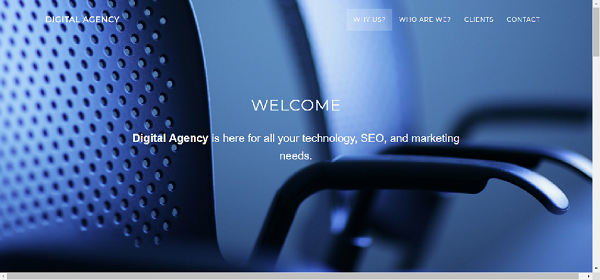 DIGITAL AGENCY
WHY US? WHO ARE WE? CLIENTS CONTACT
WELCOME
Digital Agency is here for all your technology, SEO, and marketing
needs.